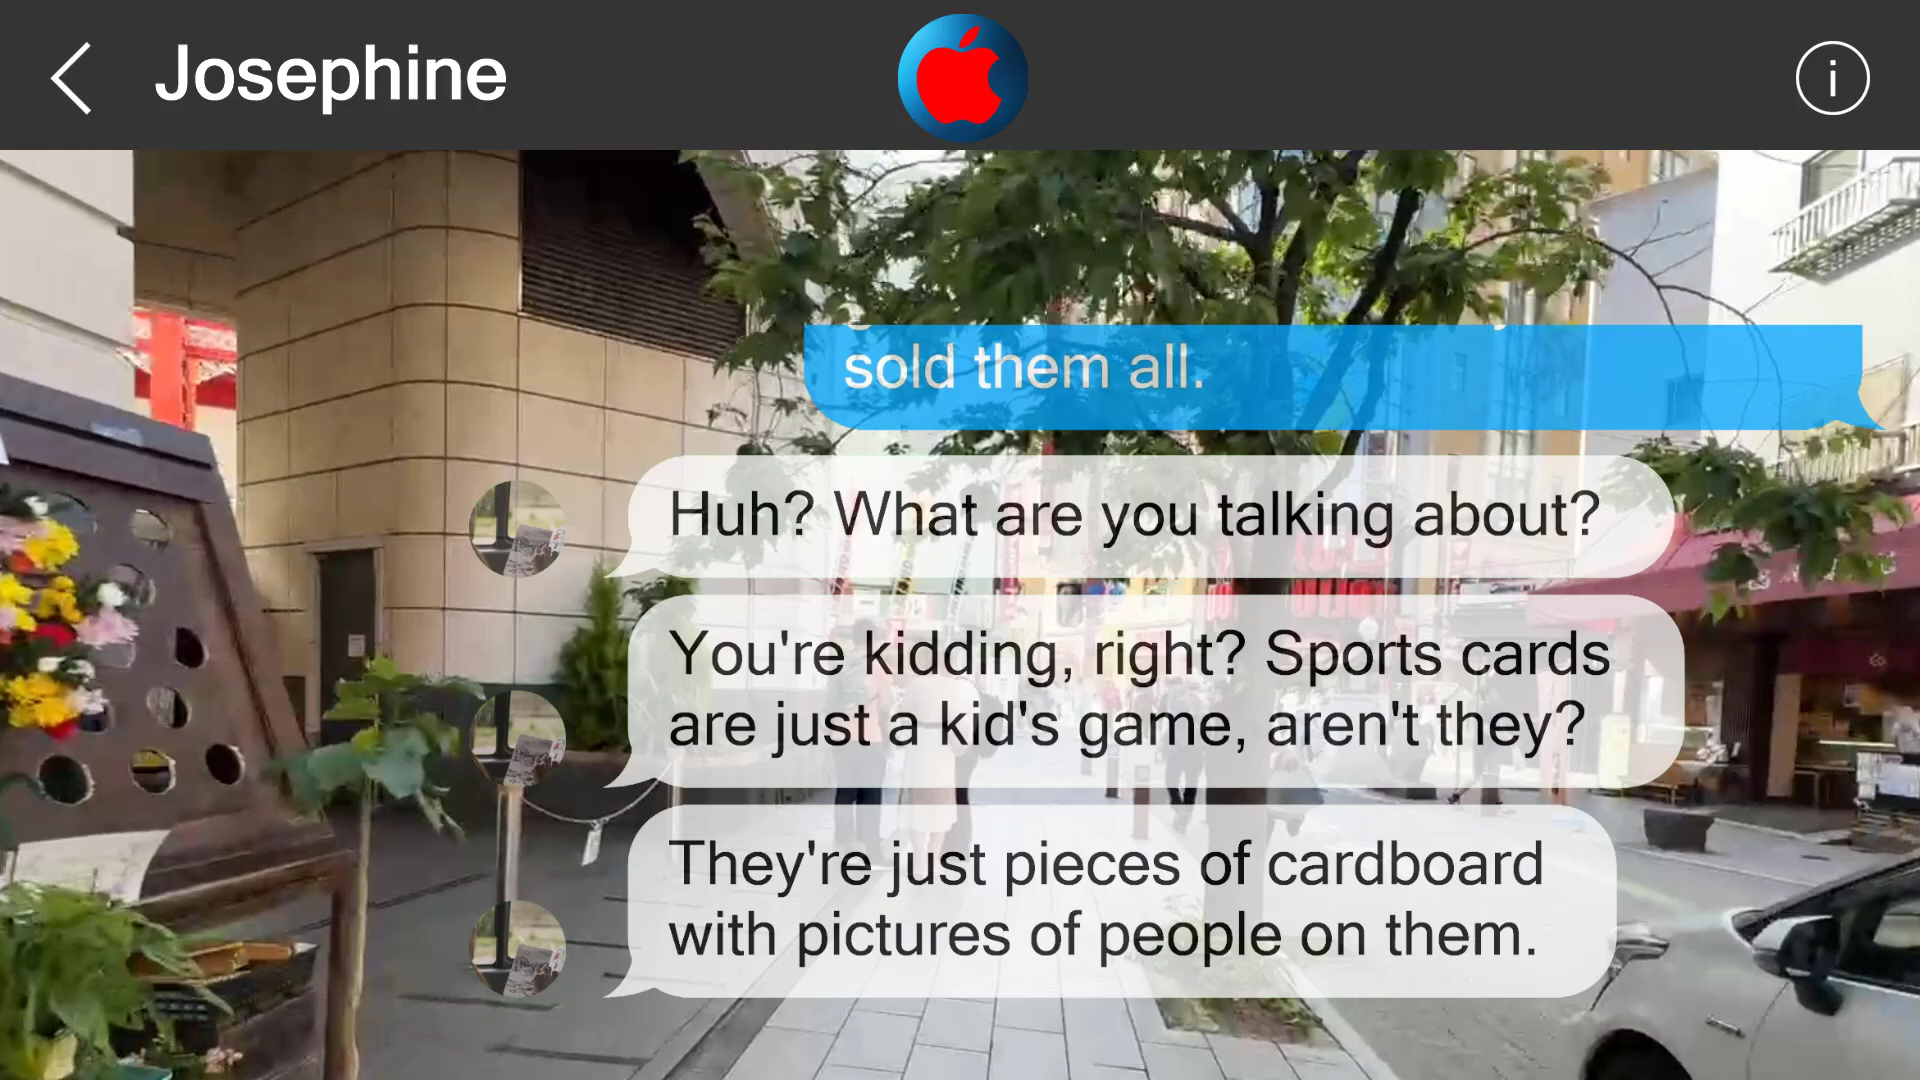 Josephine
i
sold them all.
Huh? What are you talking about?
You're kidding, right? Sports cards
are just a kid's game, aren't they?
They're just pieces of cardboard
with pictures of people on them.